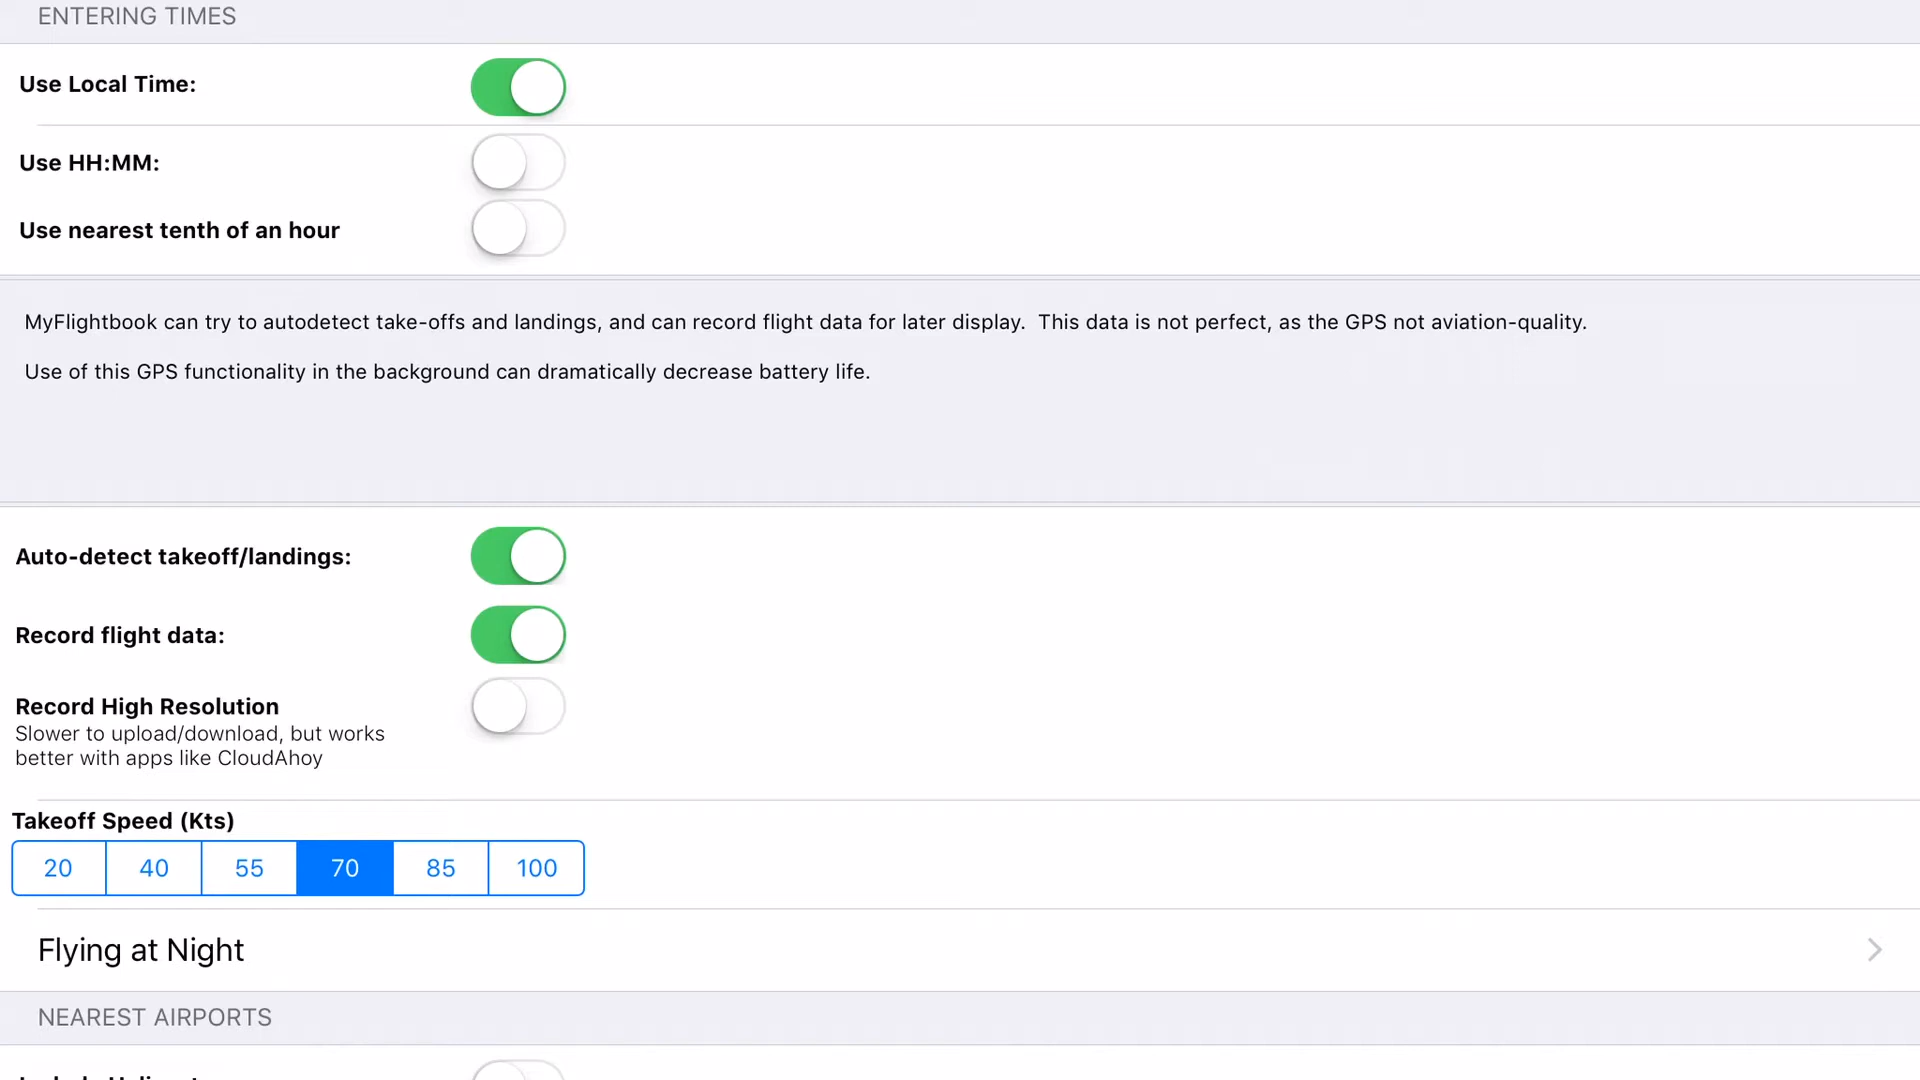 ENTERING TIMES
Use Local Time:
Use HH:MM:
Use nearest tenth of an hour
MyFlightbook can try to autodetect take-offs and landings, and can record flight data for later display.  This data is not perfect, as the GPS not aviation-quality.
Use of this GPS functionality in the background can dramatically decrease battery life.
Auto-detect takeoff/landings:
Record flight data:
Record High Resolution
Slower to upload/download, but works
better with apps like CloudAhoy
Takeoff Speed (Kts)
20 40 55 70 85 100
Flying at Night
NEAREST AIRPORTS